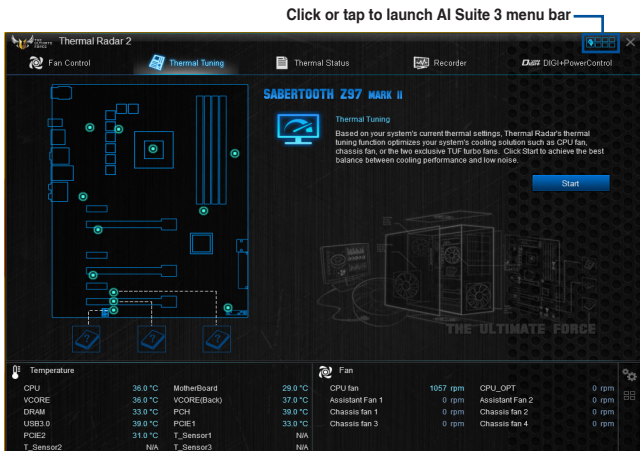 Click or tap to launch AI Suite 3 menu bar
THE ULTIMATE FORCE Thermal Radar 2
Fan Control Thermal Tuning Thermal Status Recorder DIGI+PowerControl
SABERTOOTH Z97 MARK II
Thermal Tuning
Based on your system's current thermal settings, Thermal Radar's thermal
tuning function optimizes your system's cooling solution such as CPU fan,
chassis fan, or the two exclusive TUF turbo fans. Click Start to achieve the best
balance between cooling performance and low noise.
Start
? ? ?
THE ULTIMATE FORCE
Temperature
CPU 36.0 °C MotherBoard 29.0 °C
VCORE 36.0 °C VCORE(Back) 37.0 °C
DRAM 33.0 °C PCH 39.0 °C
USB3.0 39.0 °C PCIE1 33.0 °C
PCIE2 31.0 °C T_Sensor1 N/A
T_Sensor2 N/A T_Sensor3 N/A
Fan
CPU fan 1057 rpm CPU_OPT 0 rpm
Assistant Fan 1 0 rpm Assistant Fan 2 0 rpm
Chassis fan 1 0 rpm Chassis fan 2 0 rpm
Chassis fan 3 0 rpm Chassis fan 4 0 rpm